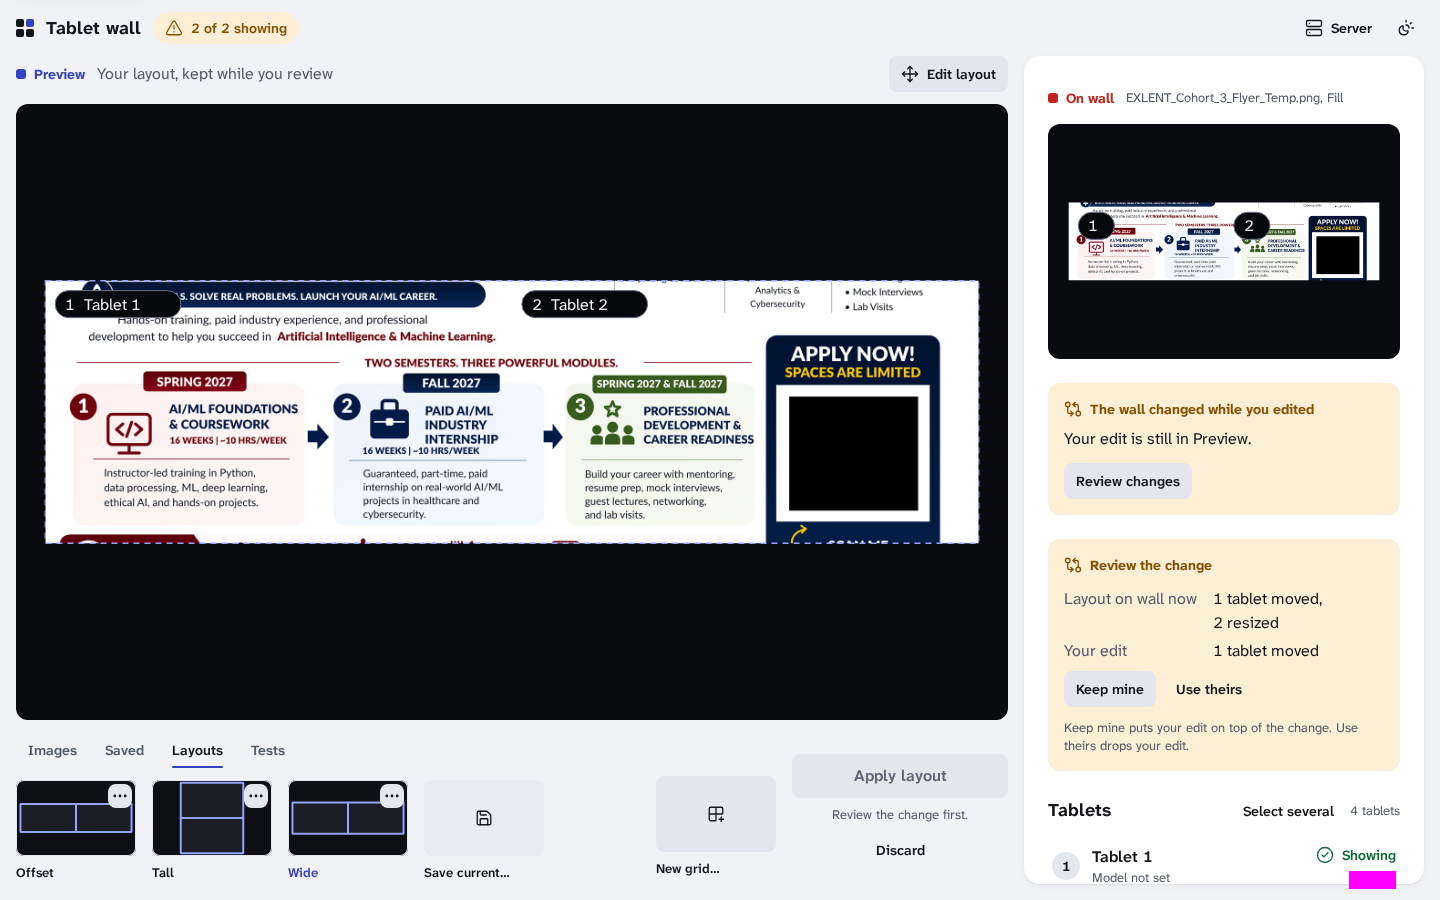 Tablet wall
2 of 2 showing
Server
Preview
Your layout, kept while you review
Edit layout
S. SOLVE REAL PROBLEMS. LAUNCH YOUR AI/ML CAREER.
1 Tablet 1
2 Tablet 2
Hands-on training, paid industry experience, and professional
development to help you succeed in Artificial Intelligence & Machine Learning.
Analytics &
Cybersecurity
• Mock Interviews
• Lab Visits
TWO SEMESTERS. THREE POWERFUL MODULES.
SPRING 2027
1
AI/ML FOUNDATIONS
& COURSEWORK
16 WEEKS | ~10 HRS/WEEK
Instructor-led training in Python,
data processing, ML, deep learning,
ethical AI, and hands-on projects.
FALL 2027
2
PAID AI/ML
INDUSTRY
INTERNSHIP
16 WEEKS | ~10 HRS/WEEK
Guaranteed, part-time, paid
internship on real-world AI/ML
projects in healthcare and
cybersecurity.
SPRING 2027 & FALL 2027
3
PROFESSIONAL
DEVELOPMENT &
CAREER READINESS
Build your career with mentoring,
resume prep, mock interviews,
guest lectures, networking,
and lab visits.
APPLY NOW!
SPACES ARE LIMITED
Images
Saved
Layouts
Tests
Offset
Tall
Wide
Save current...
New grid...
Apply layout
Review the change first.
Discard
On wall
EXLENT_Cohort_3_Flyer_Temp.png, Fill
1
2
APPLY NOW!
SPACES ARE LIMITED
The wall changed while you edited
Your edit is still in Preview.
Review changes
Review the change
Layout on wall now
1 tablet moved,
2 resized
Your edit
1 tablet moved
Keep mine
Use theirs
Keep mine puts your edit on top of the change. Use
theirs drops your edit.
Tablets
Select several
4 tablets
1
Tablet 1
Showing
Model not set